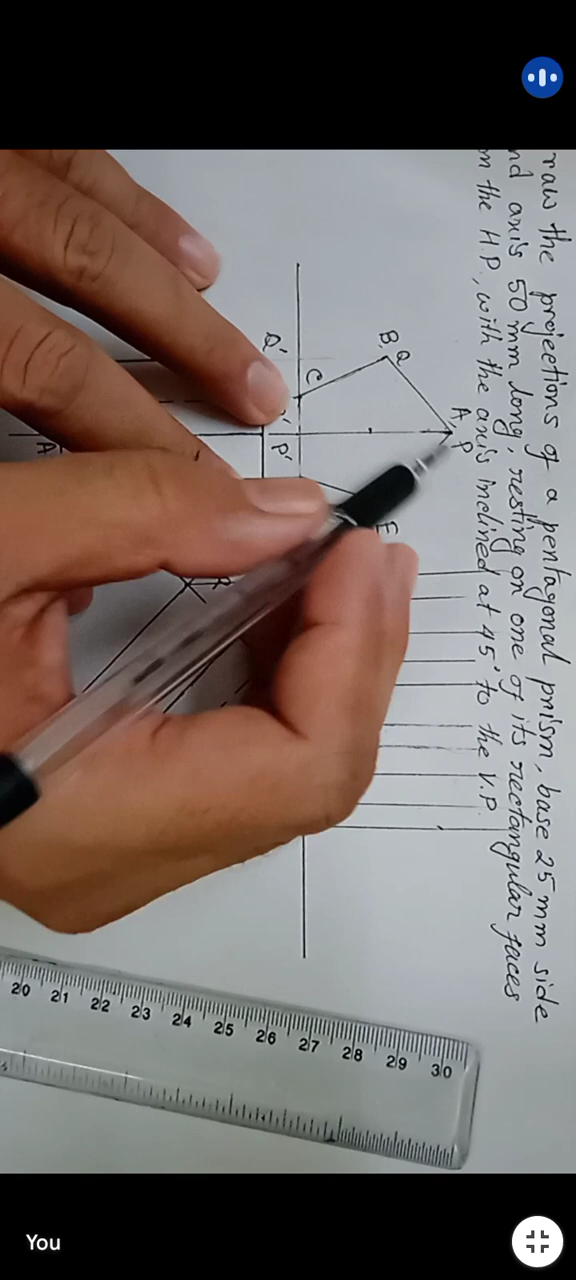 raw the projections of a pentagonal prism, base 25 mm side
nd axis 50 mm long, resting on one of its rectangular faces
n the H.P., with the axis inclined at 45° to the V.P.
A, P
B, Q
E
C
Q'
P'
A
R
20 21 22 23 24 25 26 27 28 29 30
You